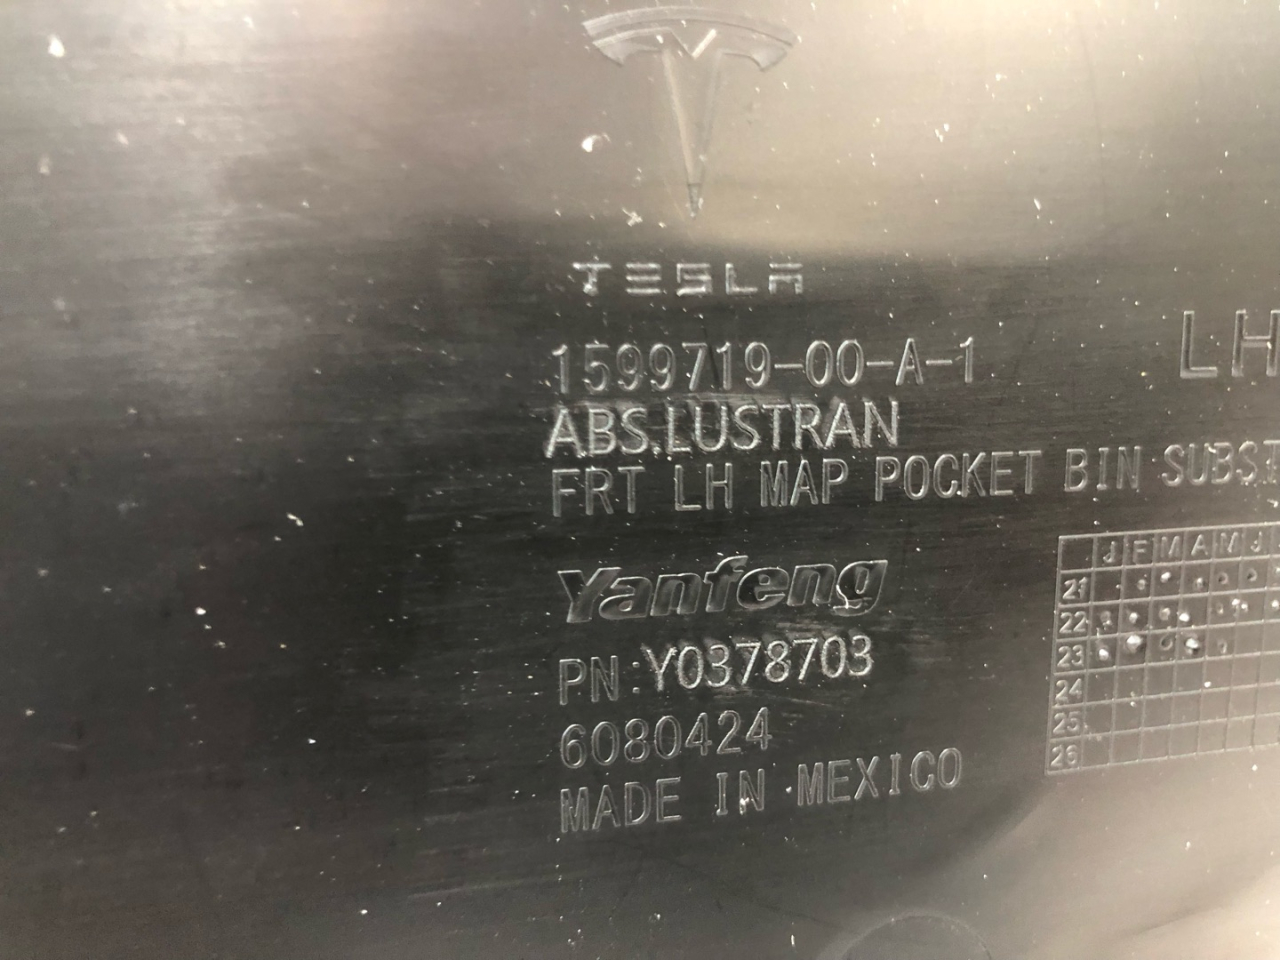 TESLA
1599719-00-A-1
LH
ABS.LUSTRAN
FRT LH MAP POCKET BIN SUBST
Yanfeng
PN:Y0378703
6080424
MADE IN MEXICO
J F M A M J
21
22
23
24
25
26